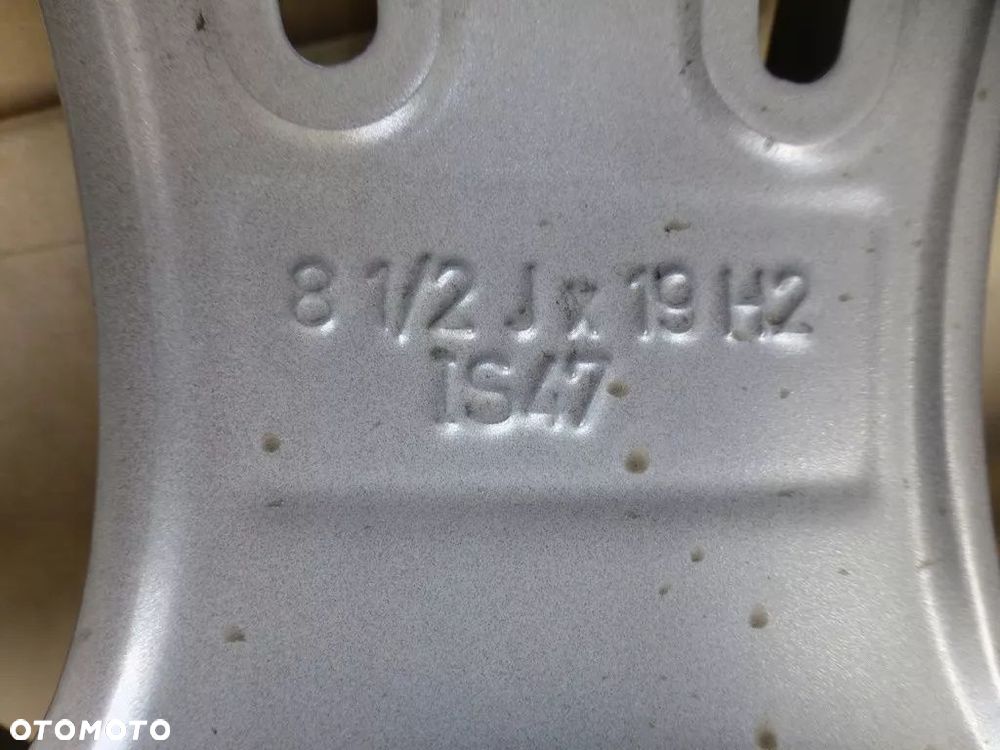 8 1/2 J x 19 H2
IS47
OTOMOTO